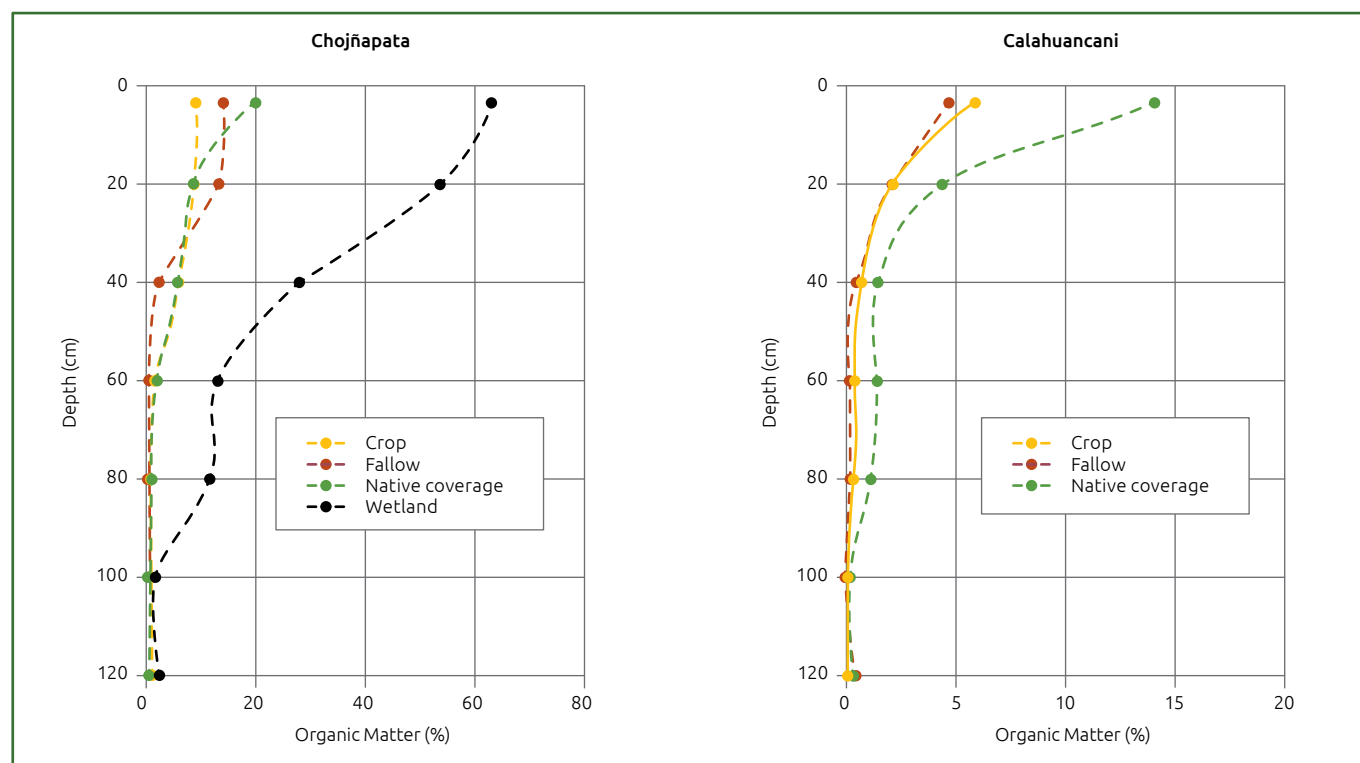 Chojñapata
0
20
40
60
80
100
120
Depth (cm)
Crop
Fallow
Native coverage
Wetland
0 20 40 60 80
Organic Matter (%)
Calahuancani
0
20
40
60
80
100
120
Depth (cm)
Crop
Fallow
Native coverage
0 5 10 15 20
Organic Matter (%)